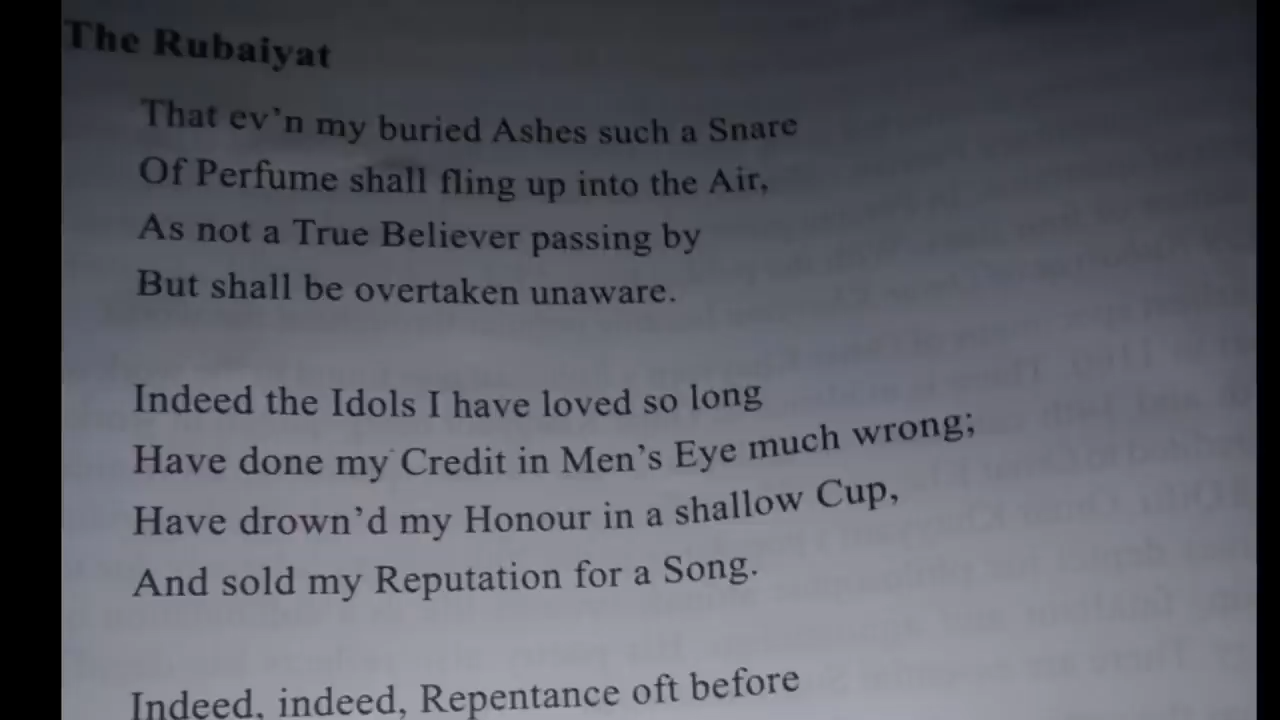 The Rubaiyat
That ev'n my buried Ashes such a Snare
Of Perfume shall fling up into the Air,
As not a True Believer passing by
But shall be overtaken unaware.
Indeed the Idols I have loved so long
Have done my Credit in Men's Eye much wrong;
Have drown'd my Honour in a shallow Cup,
And sold my Reputation for a Song.
Indeed, indeed, Repentance oft before